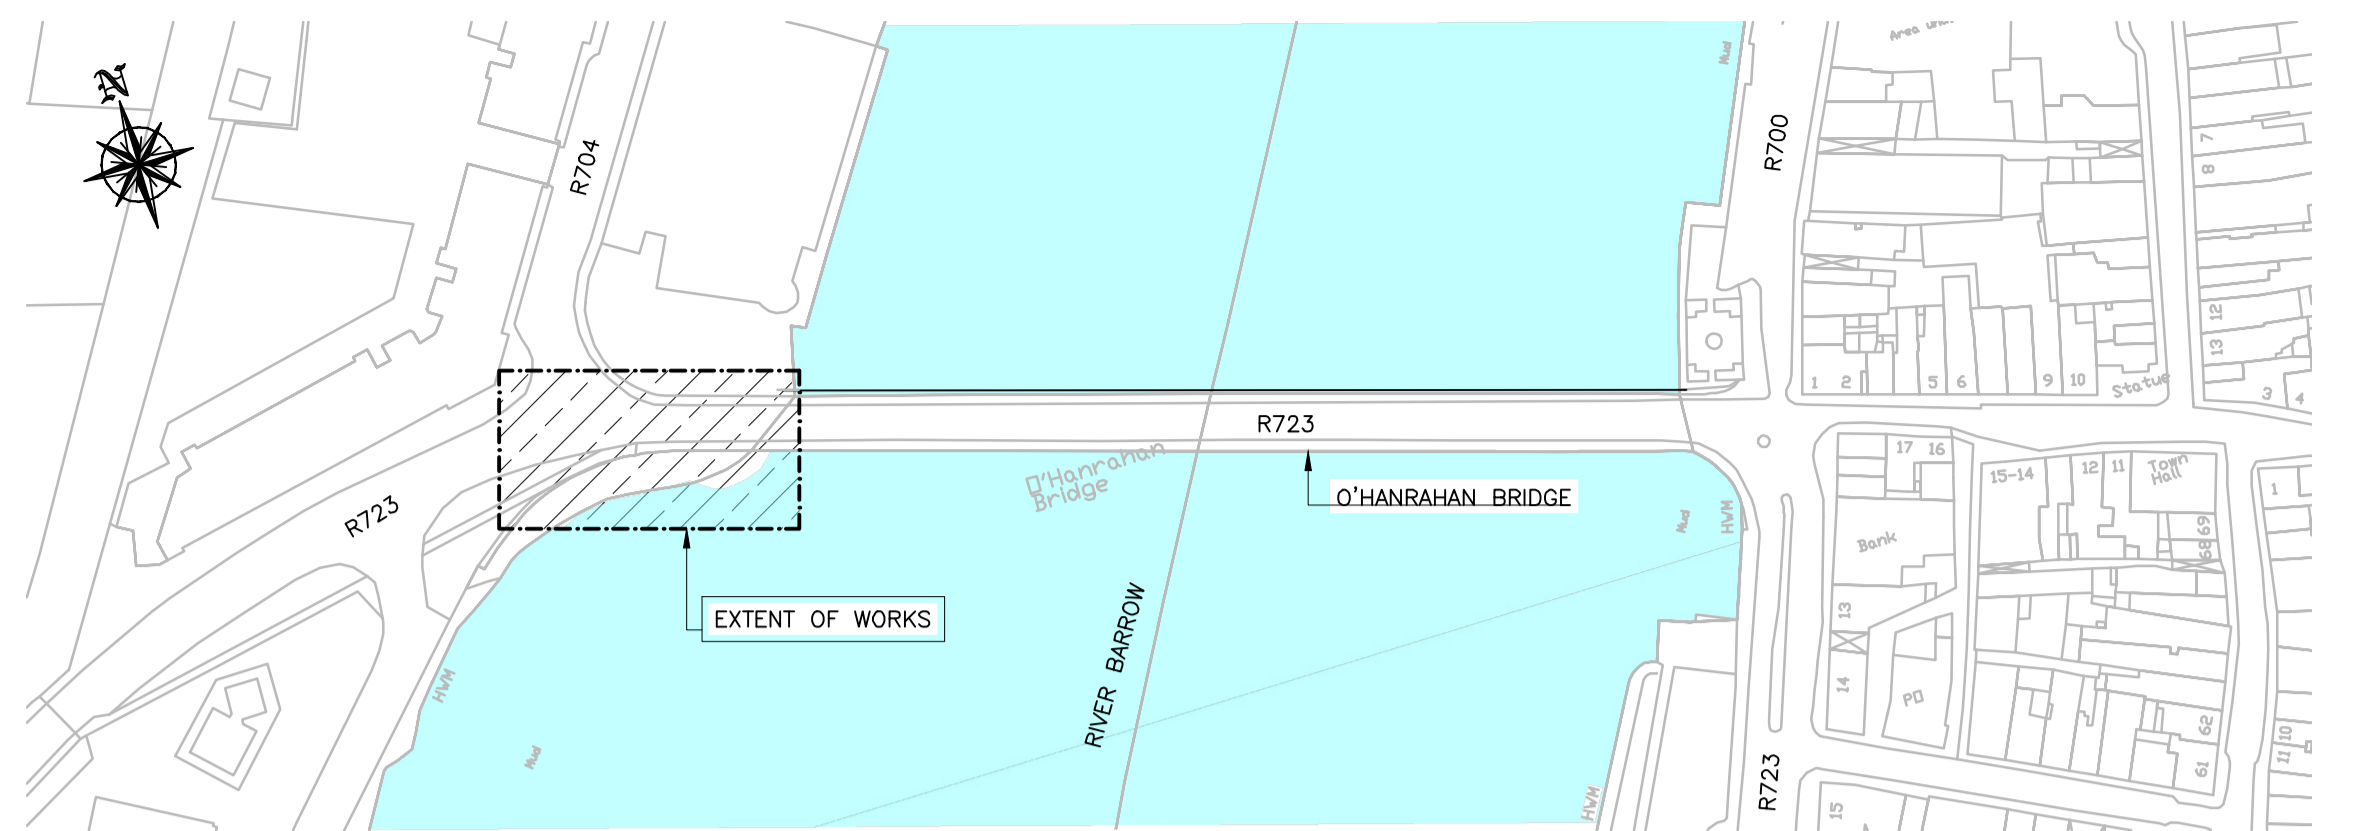 N
R704
R700
Mud
7
8
12
13
3
4
1
2
5
6
9
10
Statue
R723
O'Hanrahan
Bridge
O'HANRAHAN BRIDGE
R723
EXTENT OF WORKS
RIVER BARROW
HWM
Mud
Mud
HWM
HWM
R723
17
16
15-14
12
11
Town
Hall
1
69
68
Bank
13
14
PO
62
61
10
11
15